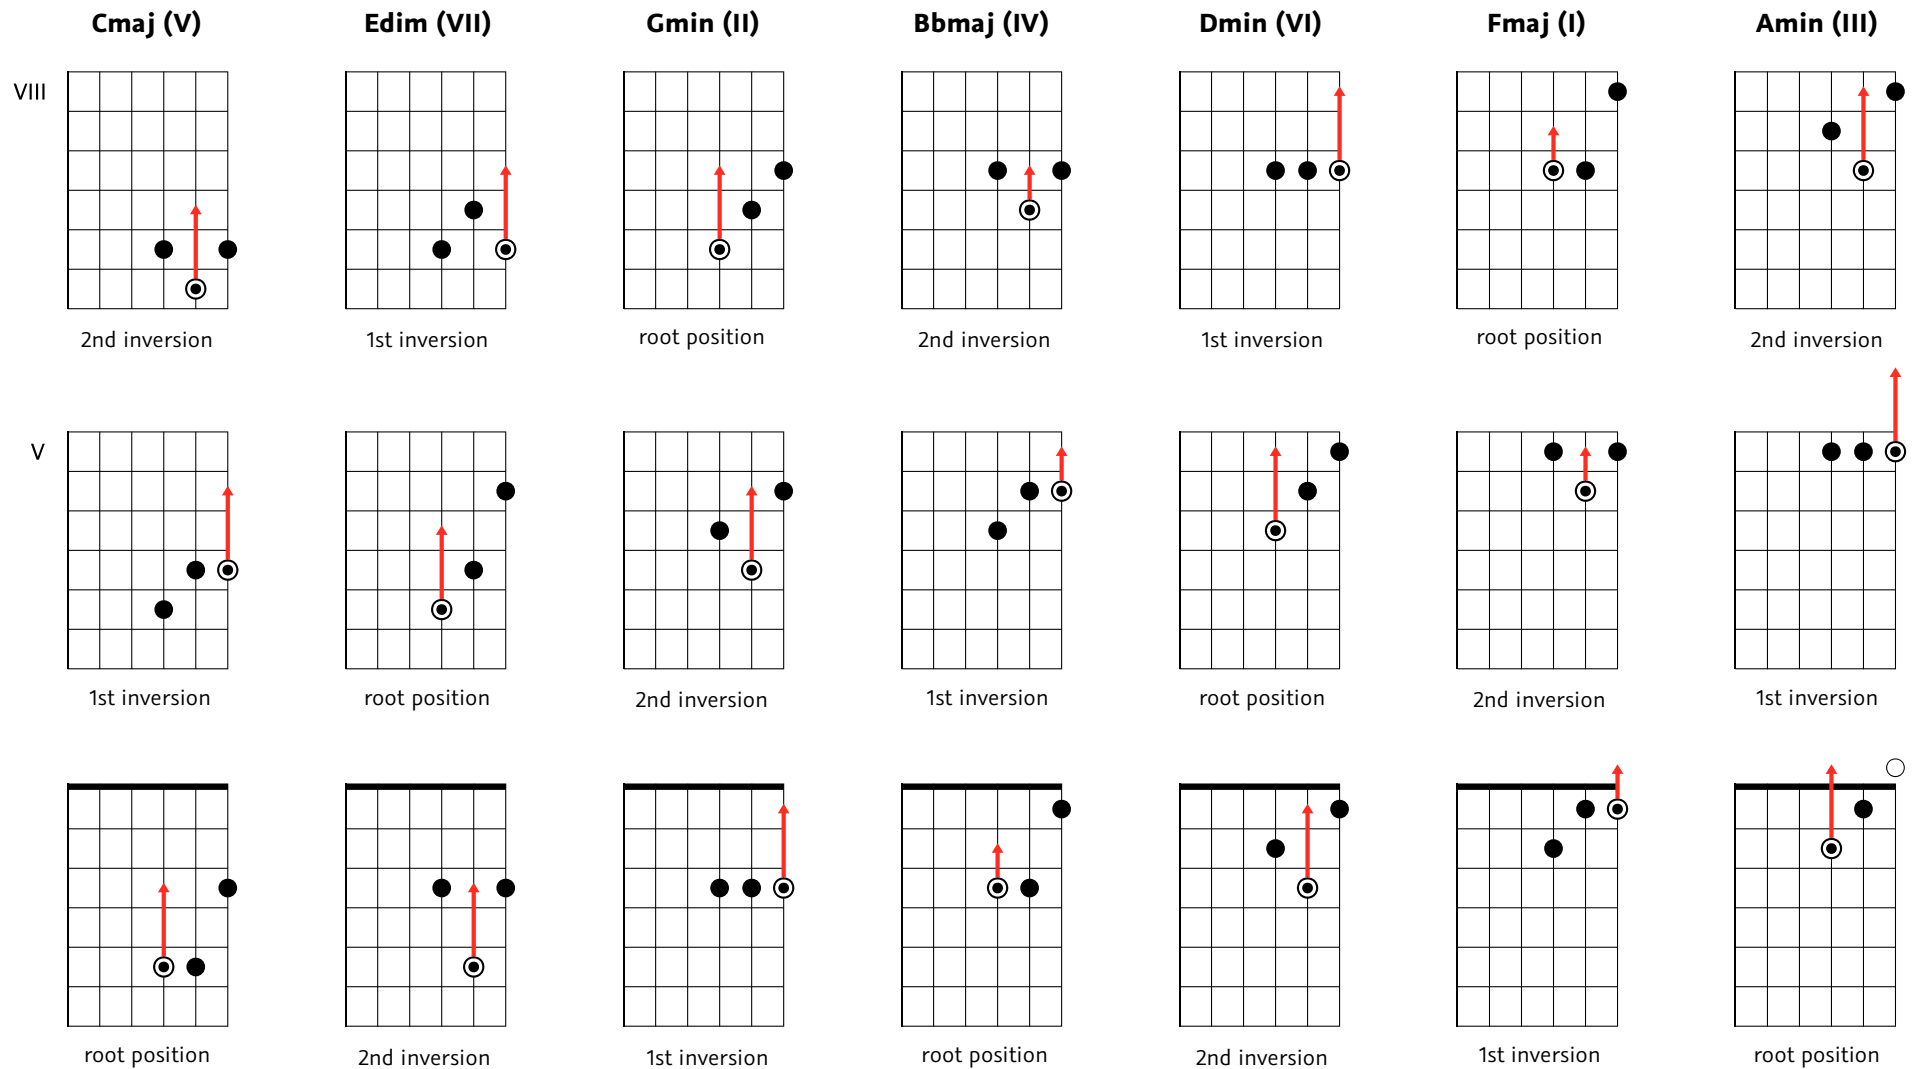 Cmaj (V) Edim (VII) Gmin (II) Bbmaj (IV) Dmin (VI) Fmaj (I) Amin (III)
VIII
2nd inversion 1st inversion root position 2nd inversion 1st inversion root position 2nd inversion
V
1st inversion root position 2nd inversion 1st inversion root position 2nd inversion 1st inversion
root position 2nd inversion 1st inversion root position 2nd inversion 1st inversion root position